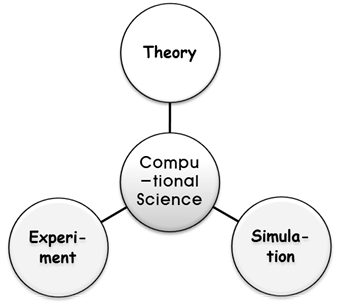 Theory
Compu
-tional
Science
Experi-
ment
Simula-
tion